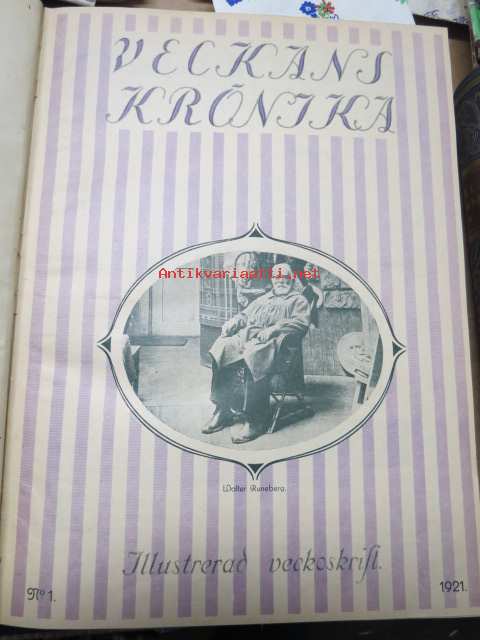 VECKANS
KRÖNIKA
Antikvariaatti.net
Walter Runeberg.
Illustrerad veckoskrift.
No 1.
1921.